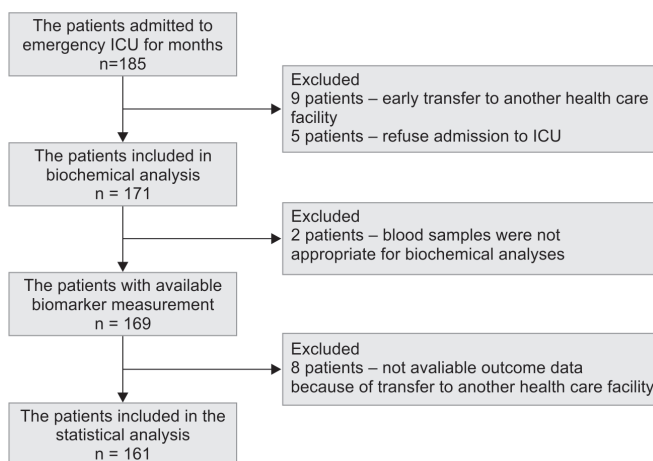 The patients admitted to
emergency ICU for months
n=185
Excluded
9 patients – early transfer to another health care
facility
5 patients – refuse admission to ICU
The patients included in
biochemical analysis
n = 171
Excluded
2 patients – blood samples were not
appropriate for biochemical analyses
The patients with available
biomarker measurement
n = 169
Excluded
8 patients – not avaliable outcome data
because of transfer to another health care facility
The patients included in the
statistical analysis
n = 161